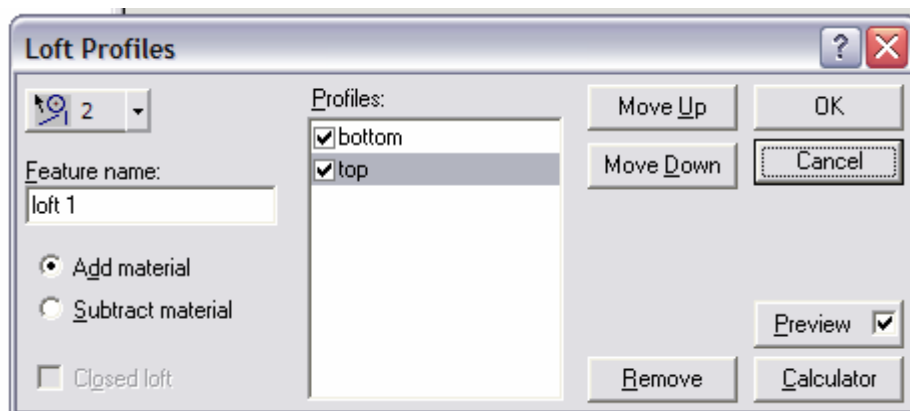 Loft Profiles
2
Profiles:
bottom
top
Feature name:
loft 1
Add material
Subtract material
Closed loft
Move Up
OK
Move Down
Cancel
Preview
Remove
Calculator